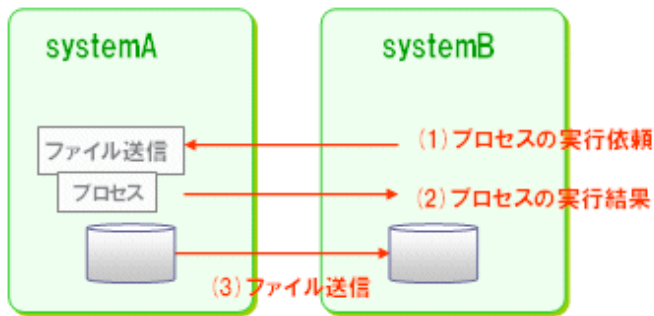 systemA
systemB
ファイル送信
(1)プロセスの実行依頼
プロセス
(2)プロセスの実行結果
(3)ファイル送信